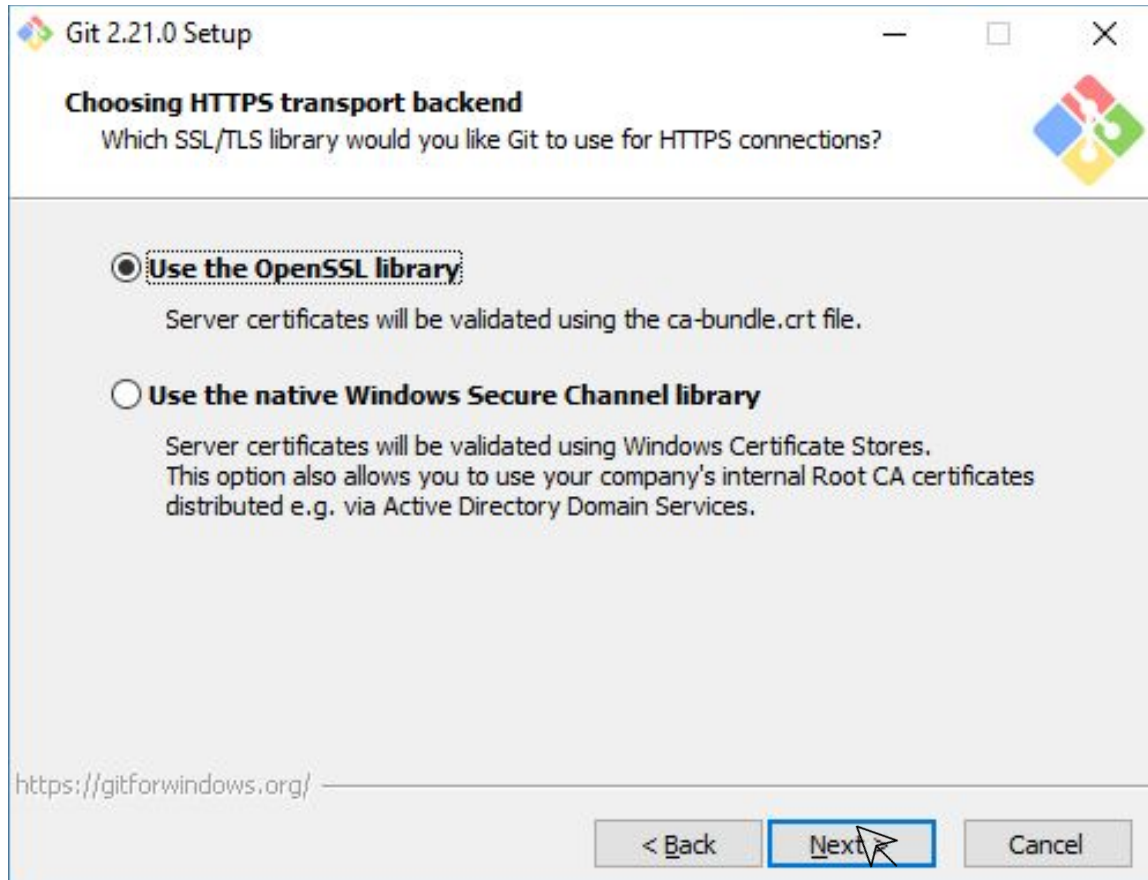 Git 2.21.0 Setup
Choosing HTTPS transport backend
Which SSL/TLS library would you like Git to use for HTTPS connections?
Use the OpenSSL library
Server certificates will be validated using the ca-bundle.crt file.
Use the native Windows Secure Channel library
Server certificates will be validated using Windows Certificate Stores.
This option also allows you to use your company's internal Root CA certificates
distributed e.g. via Active Directory Domain Services.
https://gitforwindows.org/
< Back Next > Cancel